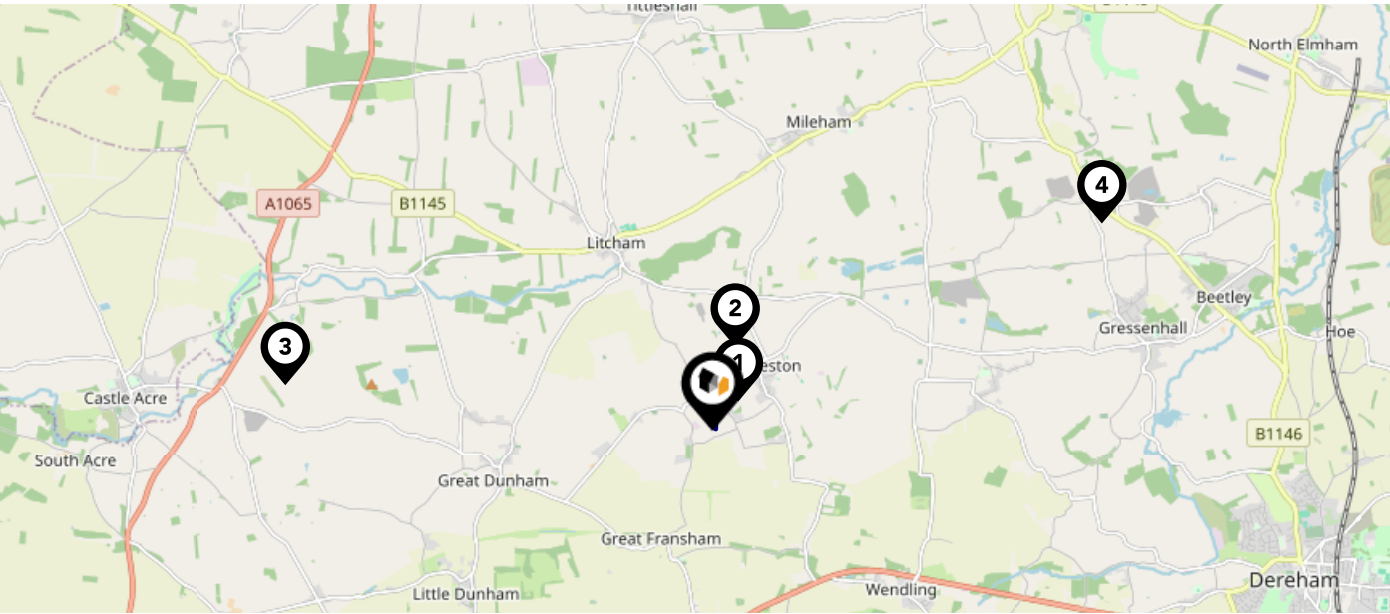 Tittleshall
North Elmham
Mileham
4
A1065
B1145
Litcham
2
Beetley
Gressenhall
Hoe
3
1
eston
Castle Acre
B1146
South Acre
Great Dunham
Great Fransham
Dereham
Wendling
Little Dunham